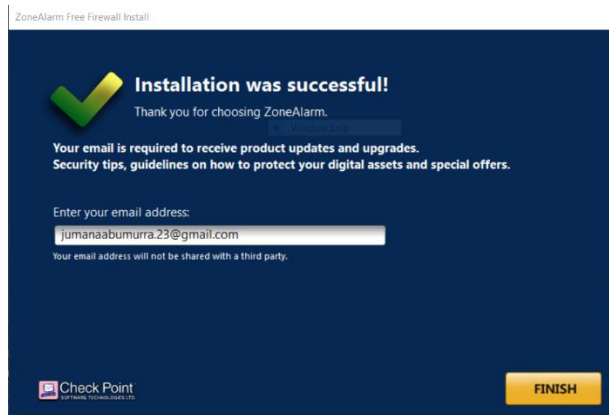 ZoneAlarm Free Firewall Install
Installation was successful!
Thank you for choosing ZoneAlarm.
Window Snip
Your email is required to receive product updates and upgrades.
Security tips, guidelines on how to protect your digital assets and special offers.
Enter your email address:
jumanaabumurra.23@gmail.com
Your email address will not be shared with a third party.
Check Point
SOFTWARE TECHNOLOGIES LTD
FINISH